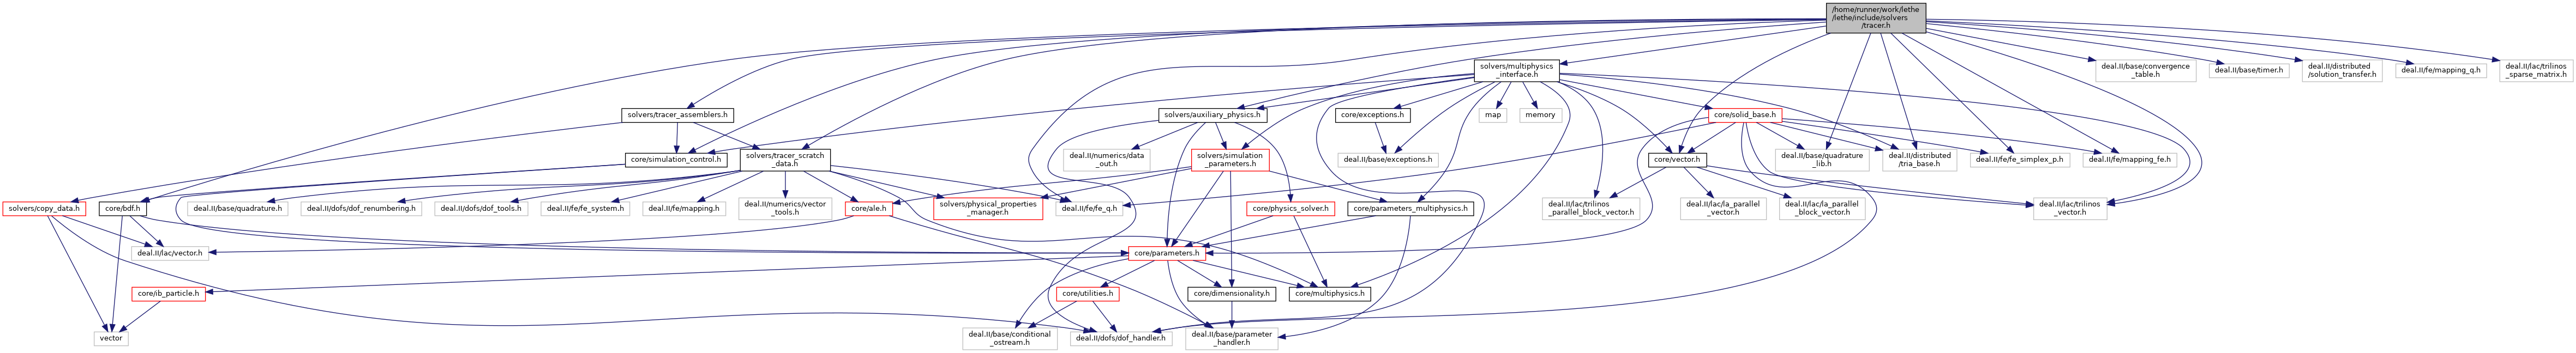 /home/runner/work/lethe
/lethe/include/solvers
/tracer.h
solvers/multiphysics
_interface.h
deal.II/base/convergence
_table.h
deal.II/base/timer.h
deal.II/distributed
/solution_transfer.h
deal.II/fe/mapping_q.h
deal.II/lac/trilinos
_sparse_matrix.h
solvers/tracer_assemblers.h
solvers/auxiliary_physics.h
core/exceptions.h
map
memory
core/solid_base.h
core/simulation_control.h
solvers/tracer_scratch
_data.h
deal.II/numerics/data
_out.h
solvers/simulation
_parameters.h
deal.II/base/exceptions.h
core/vector.h
deal.II/base/quadrature
_lib.h
deal.II/distributed
/tria_base.h
deal.II/fe/fe_simplex_p.h
deal.II/fe/mapping_fe.h
solvers/copy_data.h
core/bdf.h
deal.II/base/quadrature.h
deal.II/dofs/dof_renumbering.h
deal.II/dofs/dof_tools.h
deal.II/fe/fe_system.h
deal.II/fe/mapping.h
deal.II/numerics/vector
_tools.h
core/ale.h
solvers/physical_properties
_manager.h
deal.II/fe/fe_q.h
core/physics_solver.h
core/parameters_multiphysics.h
deal.II/lac/trilinos
_parallel_block_vector.h
deal.II/lac/la_parallel
_vector.h
deal.II/lac/la_parallel
_block_vector.h
deal.II/lac/trilinos
_vector.h
deal.II/lac/vector.h
core/parameters.h
core/ib_particle.h
core/utilities.h
core/dimensionality.h
core/multiphysics.h
vector
deal.II/base/conditional
_ostream.h
deal.II/dofs/dof_handler.h
deal.II/base/parameter
_handler.h